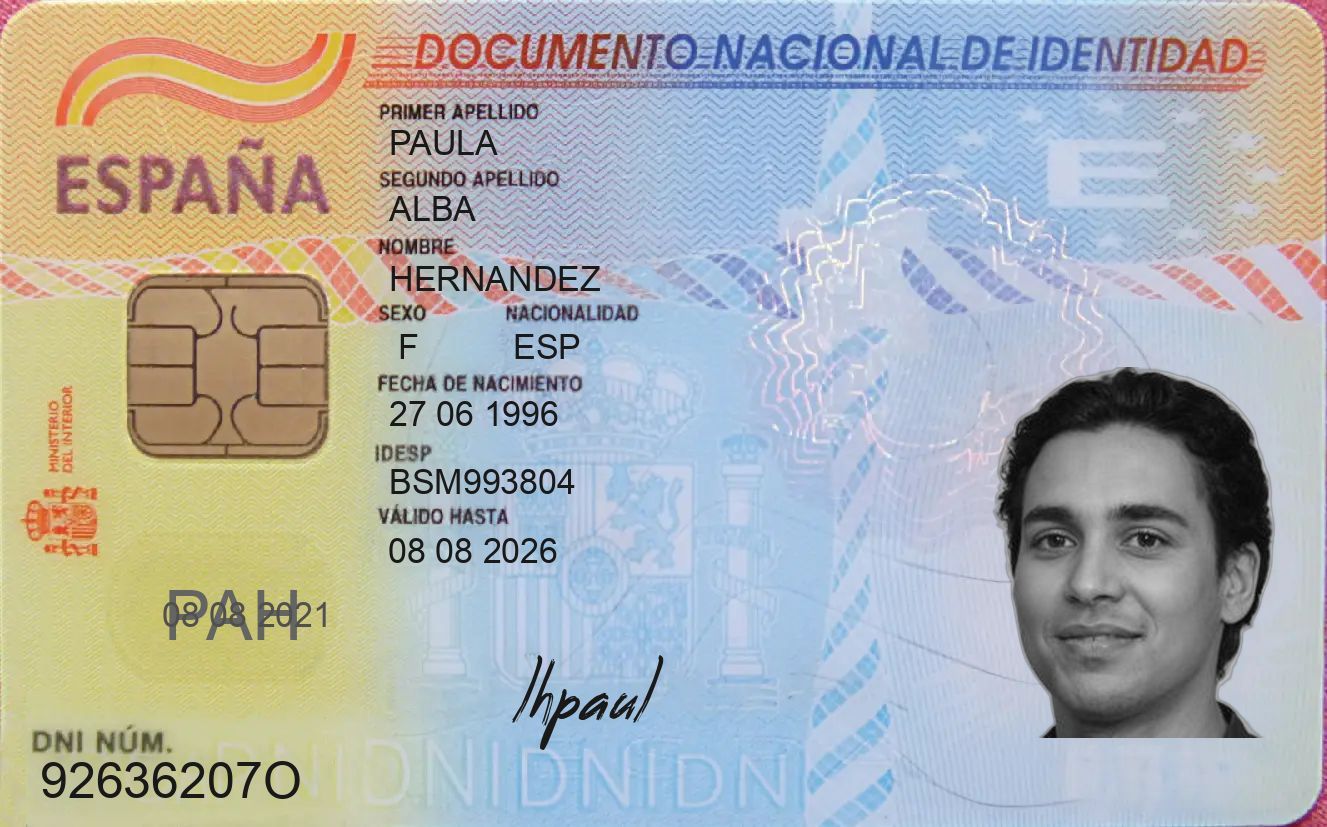 DOCUMENTO NACIONAL DE IDENTIDAD
ESPAÑA
PRIMER APELLIDO
PAULA
SEGUNDO APELLIDO
ALBA
NOMBRE
HERNANDEZ
SEXO NACIONALIDAD
F ESP
FECHA DE NACIMIENTO
27 06 1996
IDESP
BSM993804
VÁLIDO HASTA
08 08 2026
MINISTERIO
DEL INTERIOR
PAH
08 08 2021
lhpaul
DNI NÚM.
92636207O
DNIDNIDNIDNI
E